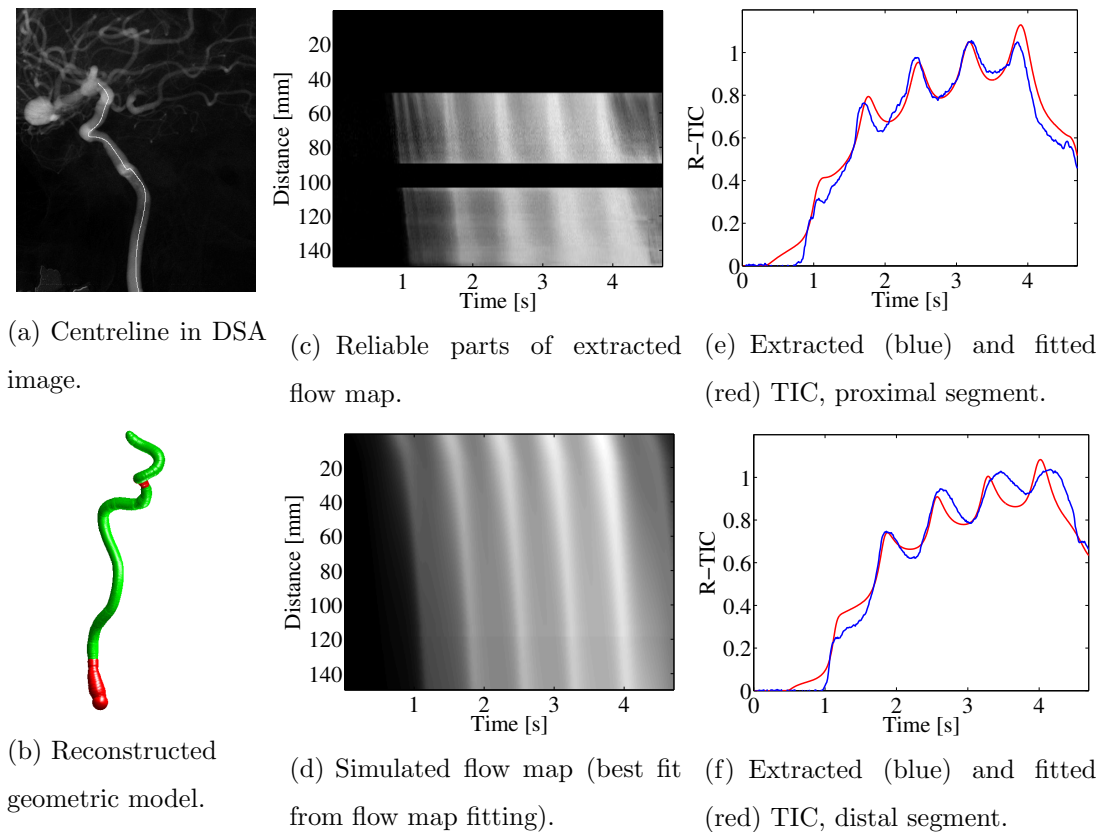 (a) Centreline in DSA
image.
(b) Reconstructed
geometric model.
20
40
60
80
100
120
140
Distance [mm]
1 2 3 4
Time [s]
(c) Reliable parts of extracted
flow map.
20
40
60
80
100
120
140
Distance [mm]
1 2 3 4
Time [s]
(d) Simulated flow map (best fit
from flow map fitting).
1
0.8
0.6
0.4
0.2
0
R−TIC
0 1 2 3 4
Time [s]
(e) Extracted (blue) and fitted
(red) TIC, proximal segment.
1
0.8
0.6
0.4
0.2
0
R−TIC
0 1 2 3 4
Time [s]
(f) Extracted (blue) and fitted
(red) TIC, distal segment.